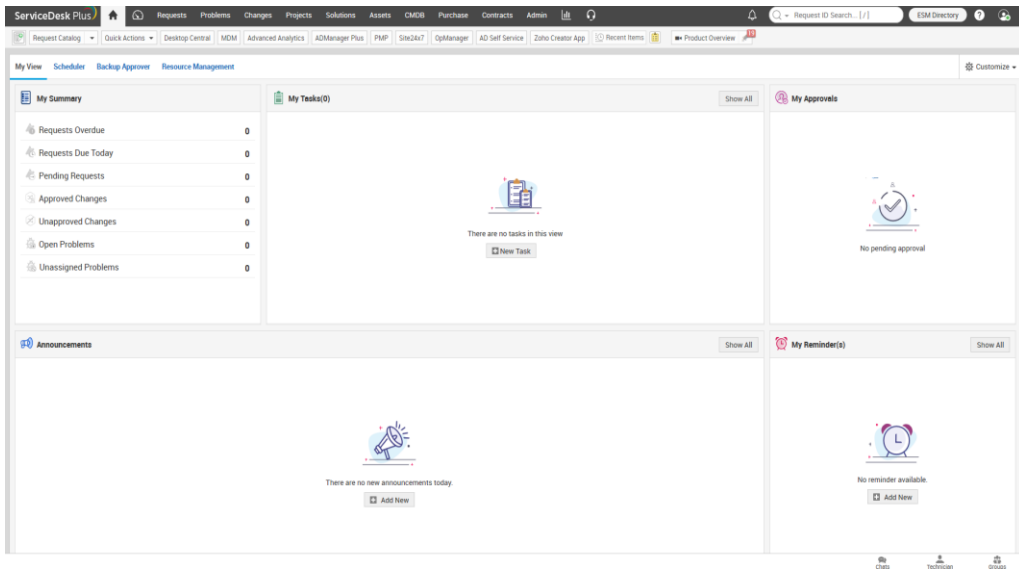 ServiceDesk Plus Requests Problems Changes Projects Solutions Assets CMDB Purchase Contracts Admin Request ID Search... [/] ESM Directory ?
Request Catalog Quick Actions Desktop Central MDM Advanced Analytics ADManager Plus PMP Site24x7 OpManager AD Self Service Zoho Creator App Recent Items Product Overview
My View Scheduler Backup Approver Resource Management Customize
My Summary
Requests Overdue 0
Requests Due Today 0
Pending Requests 0
Approved Changes 0
Unapproved Changes 0
Open Problems 0
Unassigned Problems 0
My Tasks(0) Show All
There are no tasks in this view
New Task
My Approvals
No pending approval
Announcements Show All
There are no new announcements today.
Add New
My Reminder(s) Show All
No reminder available.
Add New
Chats Technician Groups